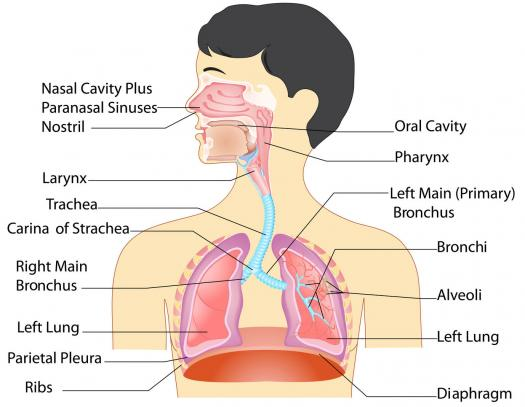 Nasal Cavity Plus
Paranasal Sinuses
Nostril
Oral Cavity
Pharynx
Larynx
Trachea
Left Main (Primary)
Bronchus
Carina of Strachea
Bronchi
Right Main
Bronchus
Alveoli
Left Lung
Left Lung
Parietal Pleura
Ribs
Diaphragm